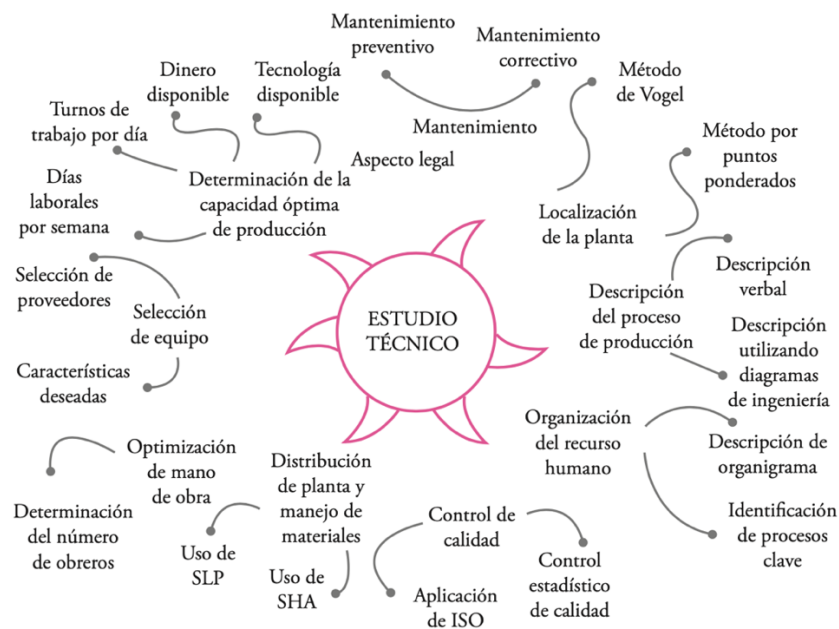 Mantenimiento
preventivo
Mantenimiento
correctivo
Mantenimiento
Dinero
disponible
Tecnología
disponible
Turnos de
trabajo por día
Días
laborales
por semana
Determinación de la
capacidad óptima
de producción
Aspecto legal
Método
de Vogel
Método por
puntos
ponderados
Localización
de la planta
Selección de
proveedores
Selección
de equipo
Características
deseadas
ESTUDIO
TÉCNICO
Descripción
del proceso
de producción
Descripción
verbal
Descripción
utilizando
diagramas
de ingeniería
Organización
del recurso
humano
Descripción de
organigrama
Identificación
de procesos
clave
Optimización
de mano
de obra
Determinación
del número
de obreros
Distribución
de planta y
manejo de
materiales
Uso de
SLP
Uso de
SHA
Control de
calidad
Aplicación
de ISO
Control
estadístico
de calidad